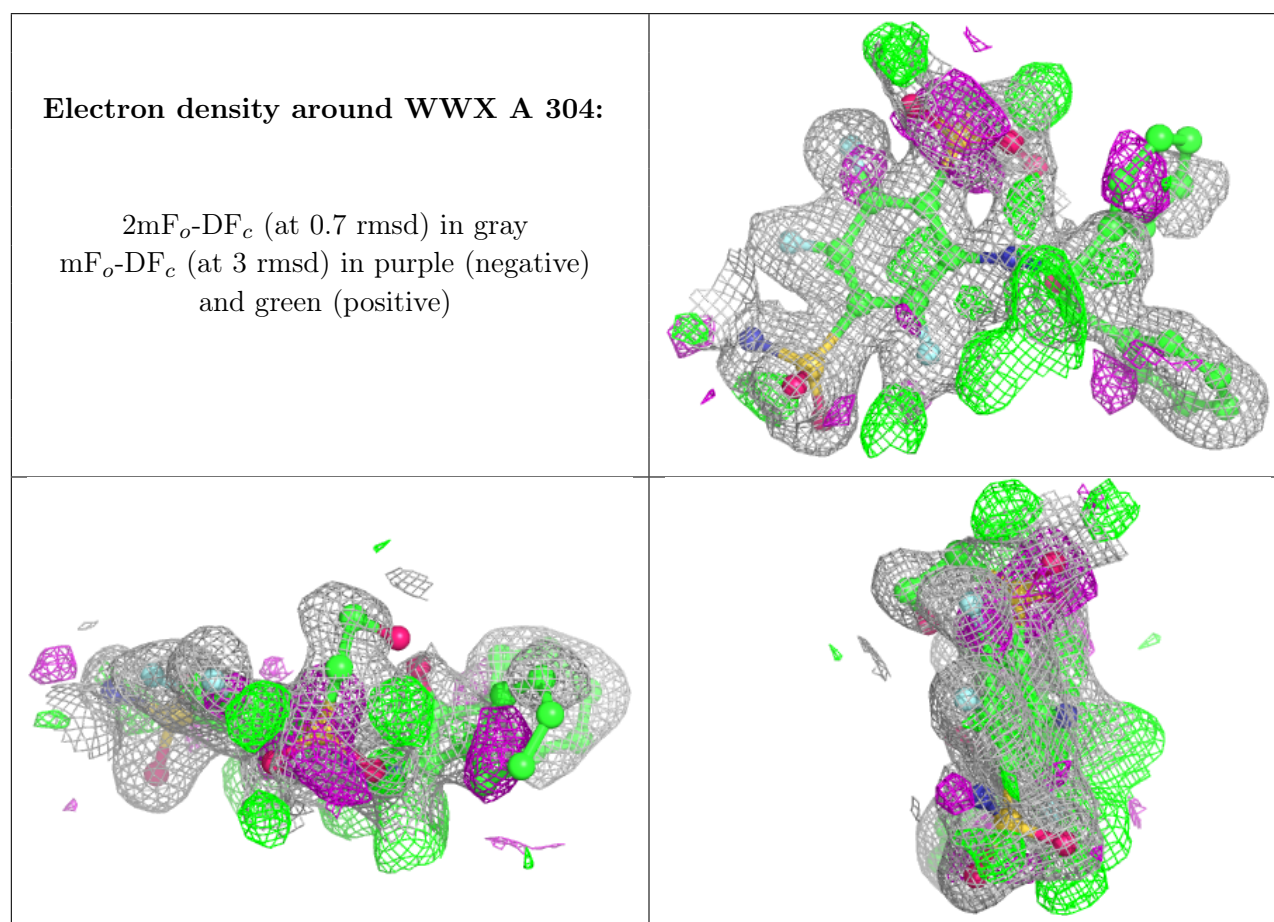 Electron density around WWX A 304:
2mFo-DFc (at 0.7 rmsd) in gray
mFo-DFc (at 3 rmsd) in purple (negative)
and green (positive)